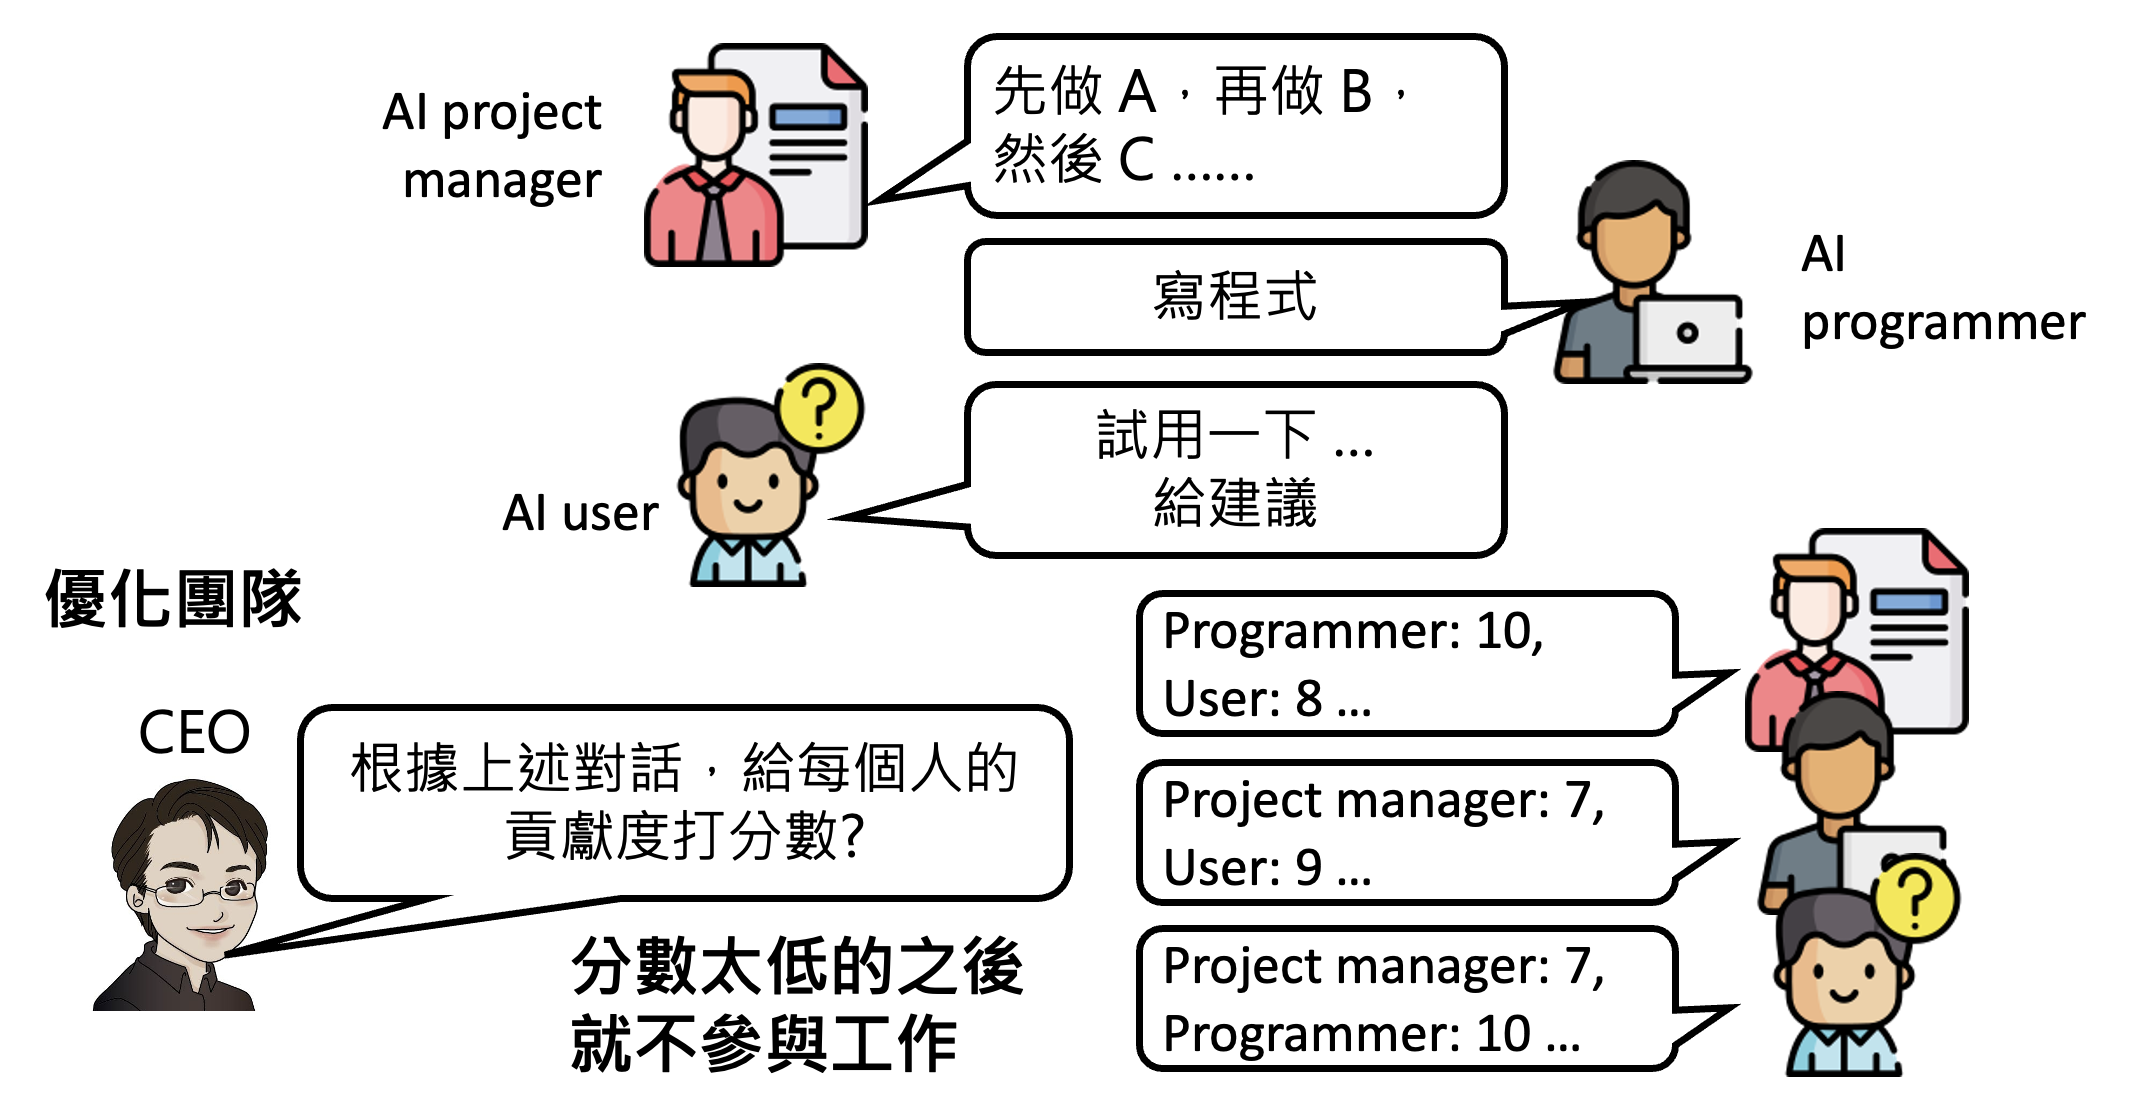 AI project
manager
先做 A，再做 B，
然後 C ……
寫程式
AI
programmer
試用一下 ...
給建議
AI user
優化團隊
CEO
根據上述對話，給每個人的
貢獻度打分數?
分數太低的之後
就不參與工作
Programmer: 10,
User: 8 ...
Project manager: 7,
User: 9 ...
Project manager: 7,
Programmer: 10 ...